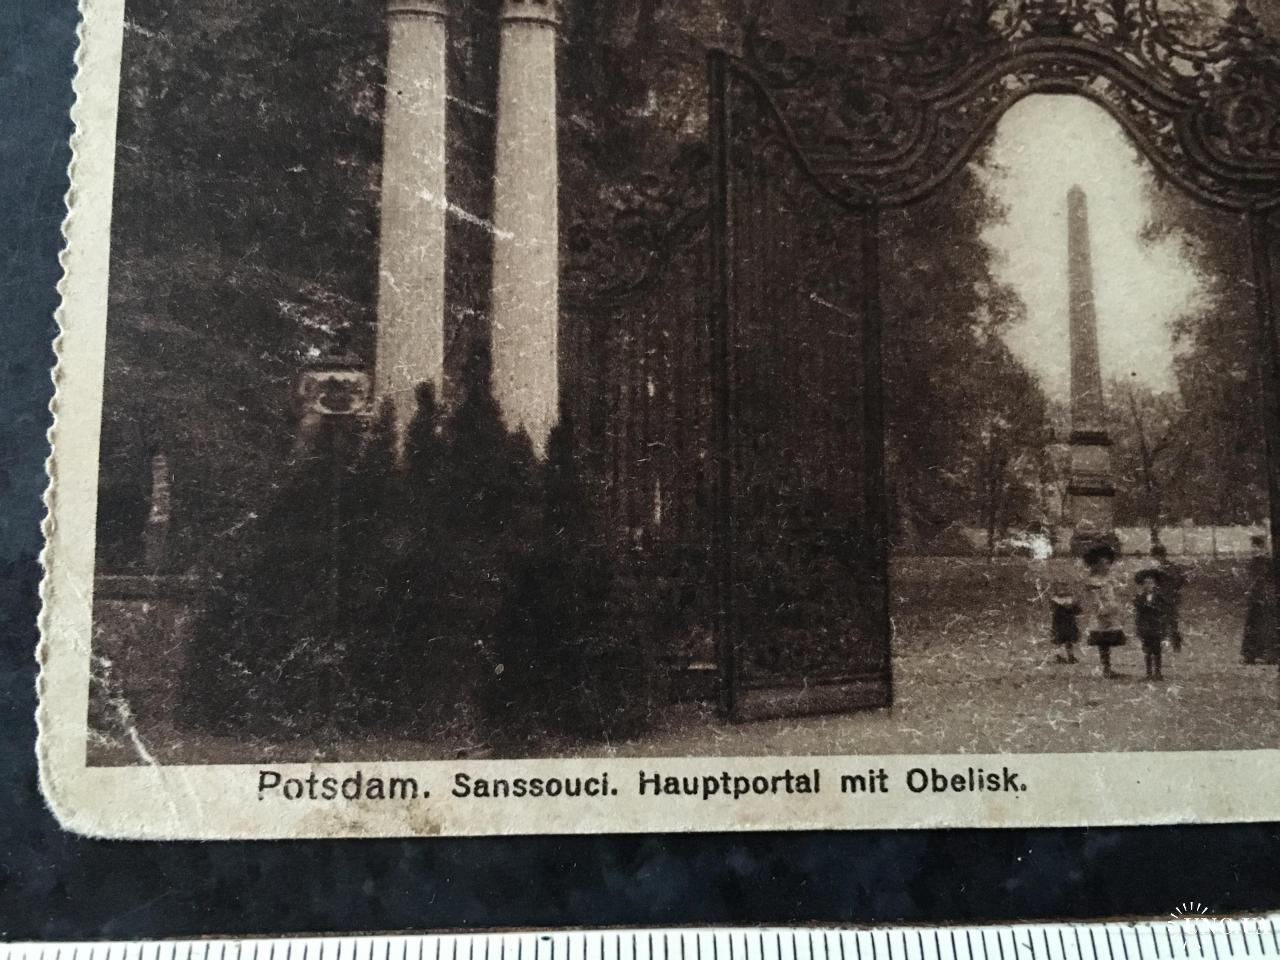 Potsdam. Sanssouci. Hauptportal mit Obelisk.